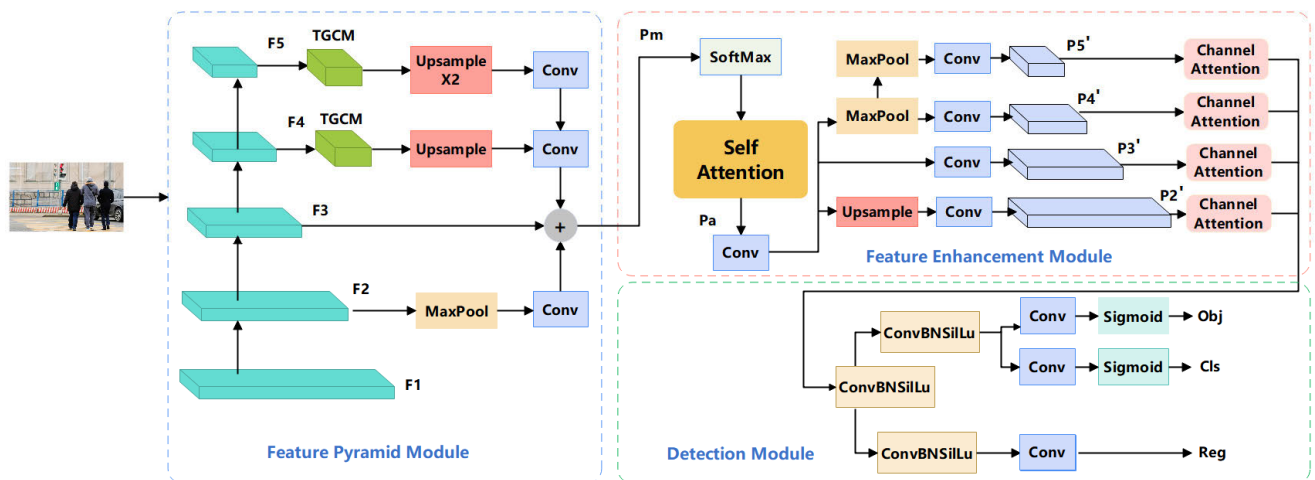 F5
TGCM
Upsample
X2
Conv
F4
TGCM
Upsample
Conv
F3
+
F2
MaxPool
Conv
F1
Feature Pyramid Module
Pm
SoftMax
Self
Attention
Pa
Conv
MaxPool
Conv
P5'
Channel
Attention
MaxPool
Conv
P4'
Channel
Attention
Conv
P3'
Channel
Attention
Upsample
Conv
P2'
Channel
Attention
Feature Enhancement Module
ConvBNSilLu
Conv
Sigmoid
Obj
Conv
Sigmoid
Cls
ConvBNSilLu
ConvBNSilLu
Conv
Reg
Detection Module